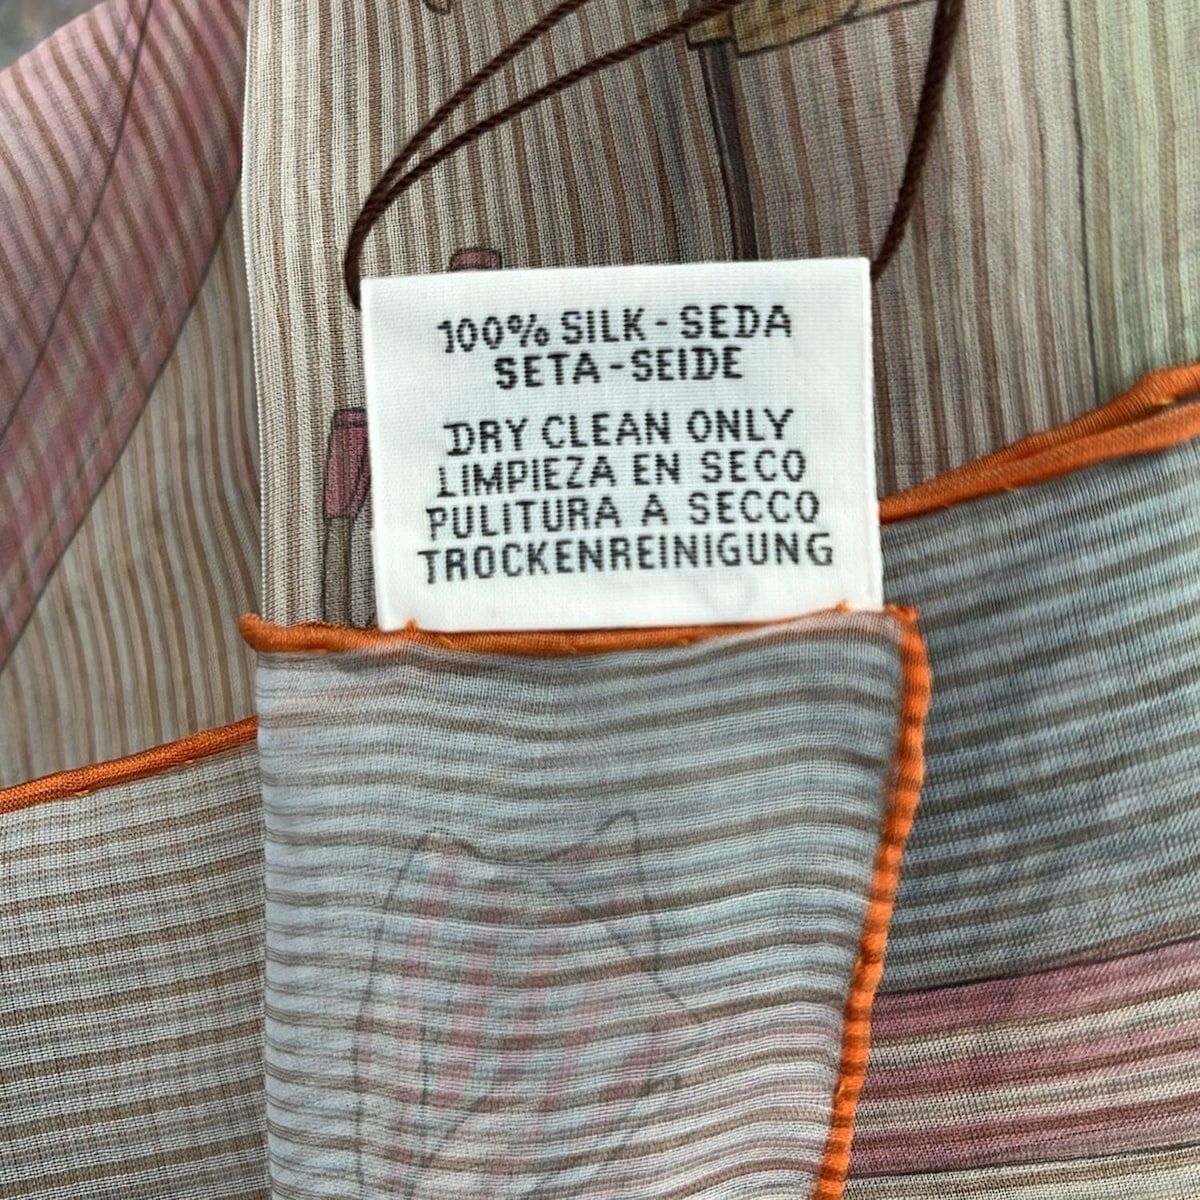 100% SILK - SEDA
SETA - SEIDE
DRY CLEAN ONLY
LIMPIEZA EN SECO
PULITURA A SECCO
TROCKENREINIGUNG